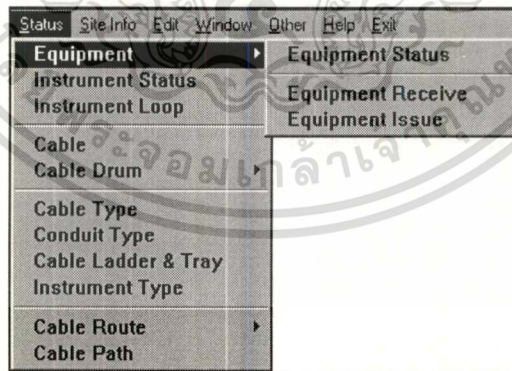 Status Site Info Edit Window Other Help Exit
Equipment
Instrument Status
Instrument Loop
Cable
Cable Drum
Cable Type
Conduit Type
Cable Ladder & Tray
Instrument Type
Cable Route
Cable Path
Equipment Status
Equipment Receive
Equipment Issue